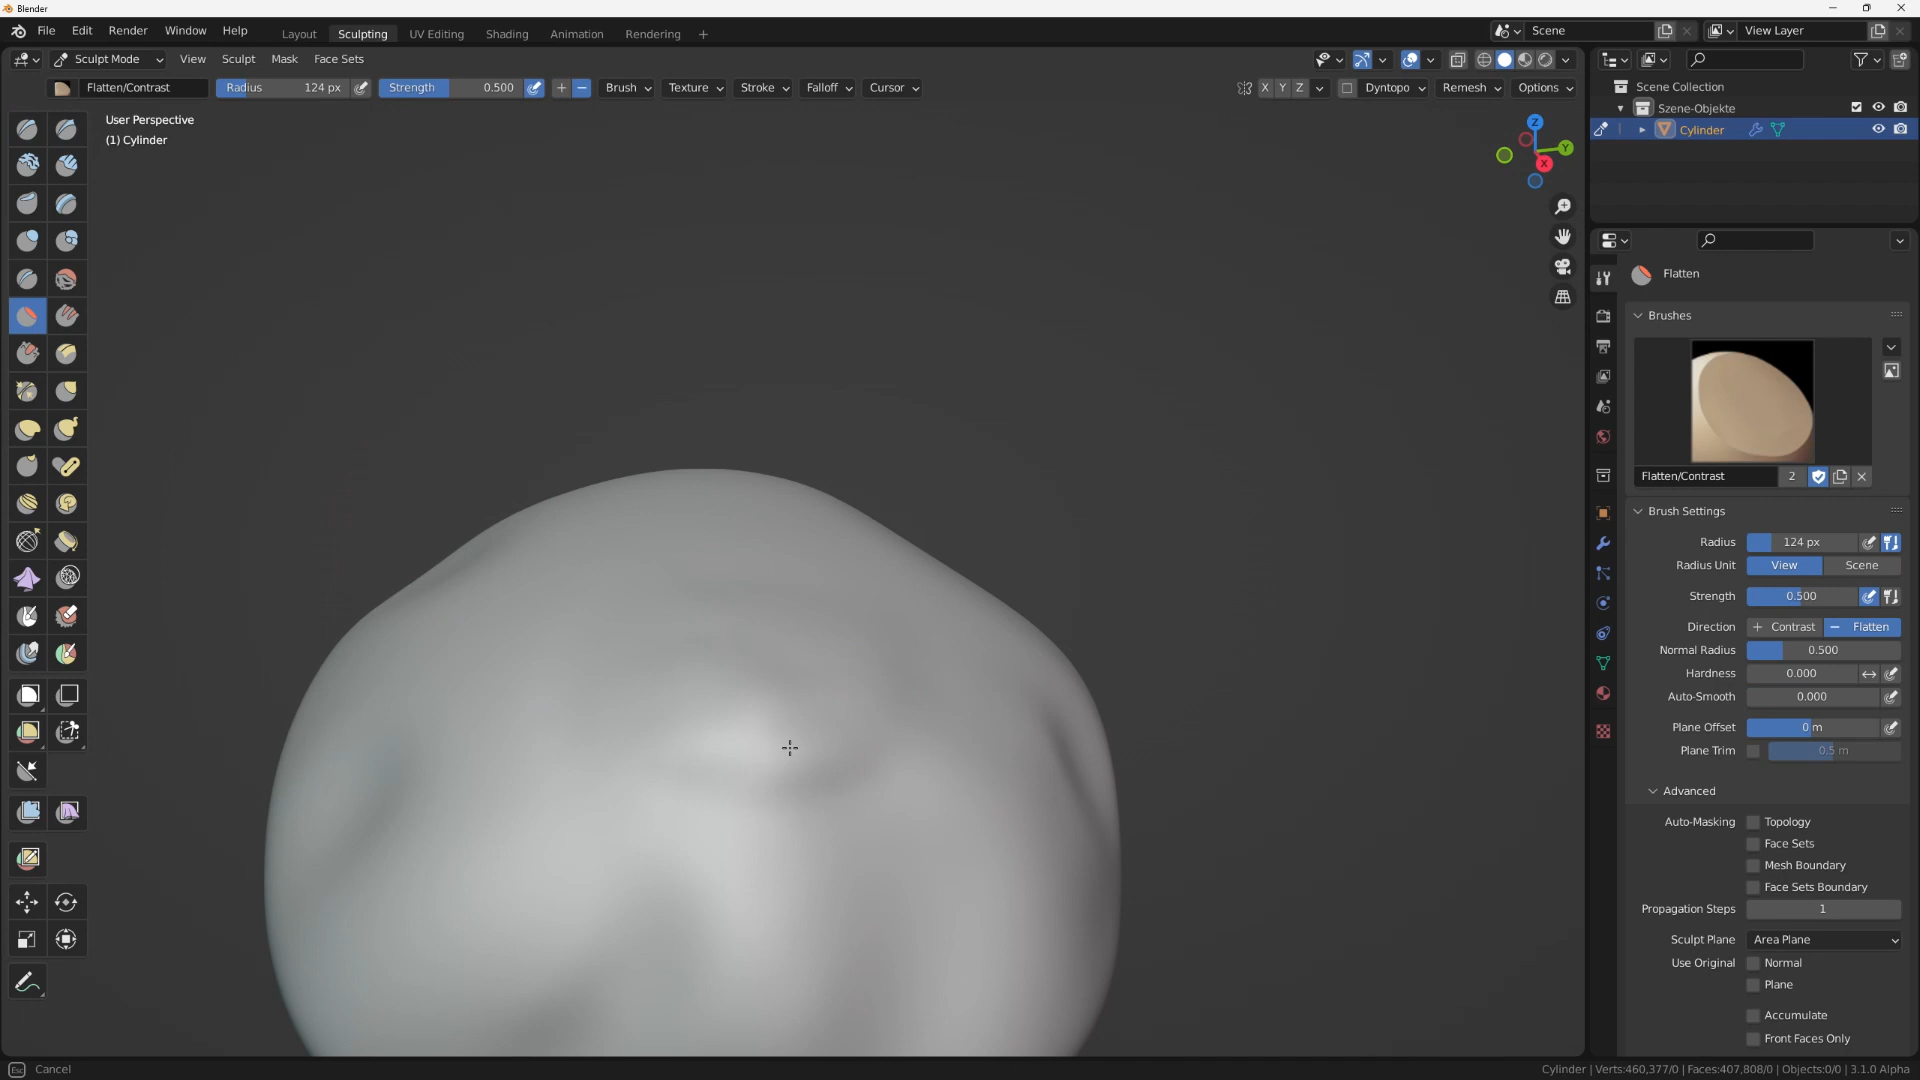 Blender
File Edit Render Window Help Layout Sculpting UV Editing Shading Animation Rendering + Scene View Layer
Sculpt Mode View Sculpt Mask Face Sets
Flatten/Contrast Radius 124 px Strength 0.500 Brush Texture Stroke Falloff Cursor X Y Z Dyntopo Remesh Options
User Perspective
(1) Cylinder
Z
Y
X
Scene Collection
Szene-Objekte
Cylinder
Flatten
Brushes
Flatten/Contrast 2
Brush Settings
Radius 124 px
Radius Unit View Scene
Strength 0.500
Direction + Contrast − Flatten
Normal Radius 0.500
Hardness 0.000
Auto-Smooth 0.000
Plane Offset 0 m
Plane Trim 0.5 m
Advanced
Auto-Masking Topology
Face Sets
Mesh Boundary
Face Sets Boundary
Propagation Steps 1
Sculpt Plane Area Plane
Use Original Normal
Plane
Accumulate
Front Faces Only
Esc Cancel
Cylinder | Verts:460,377/0 | Faces:407,808/0 | Objects:0/0 | 3.1.0 Alpha